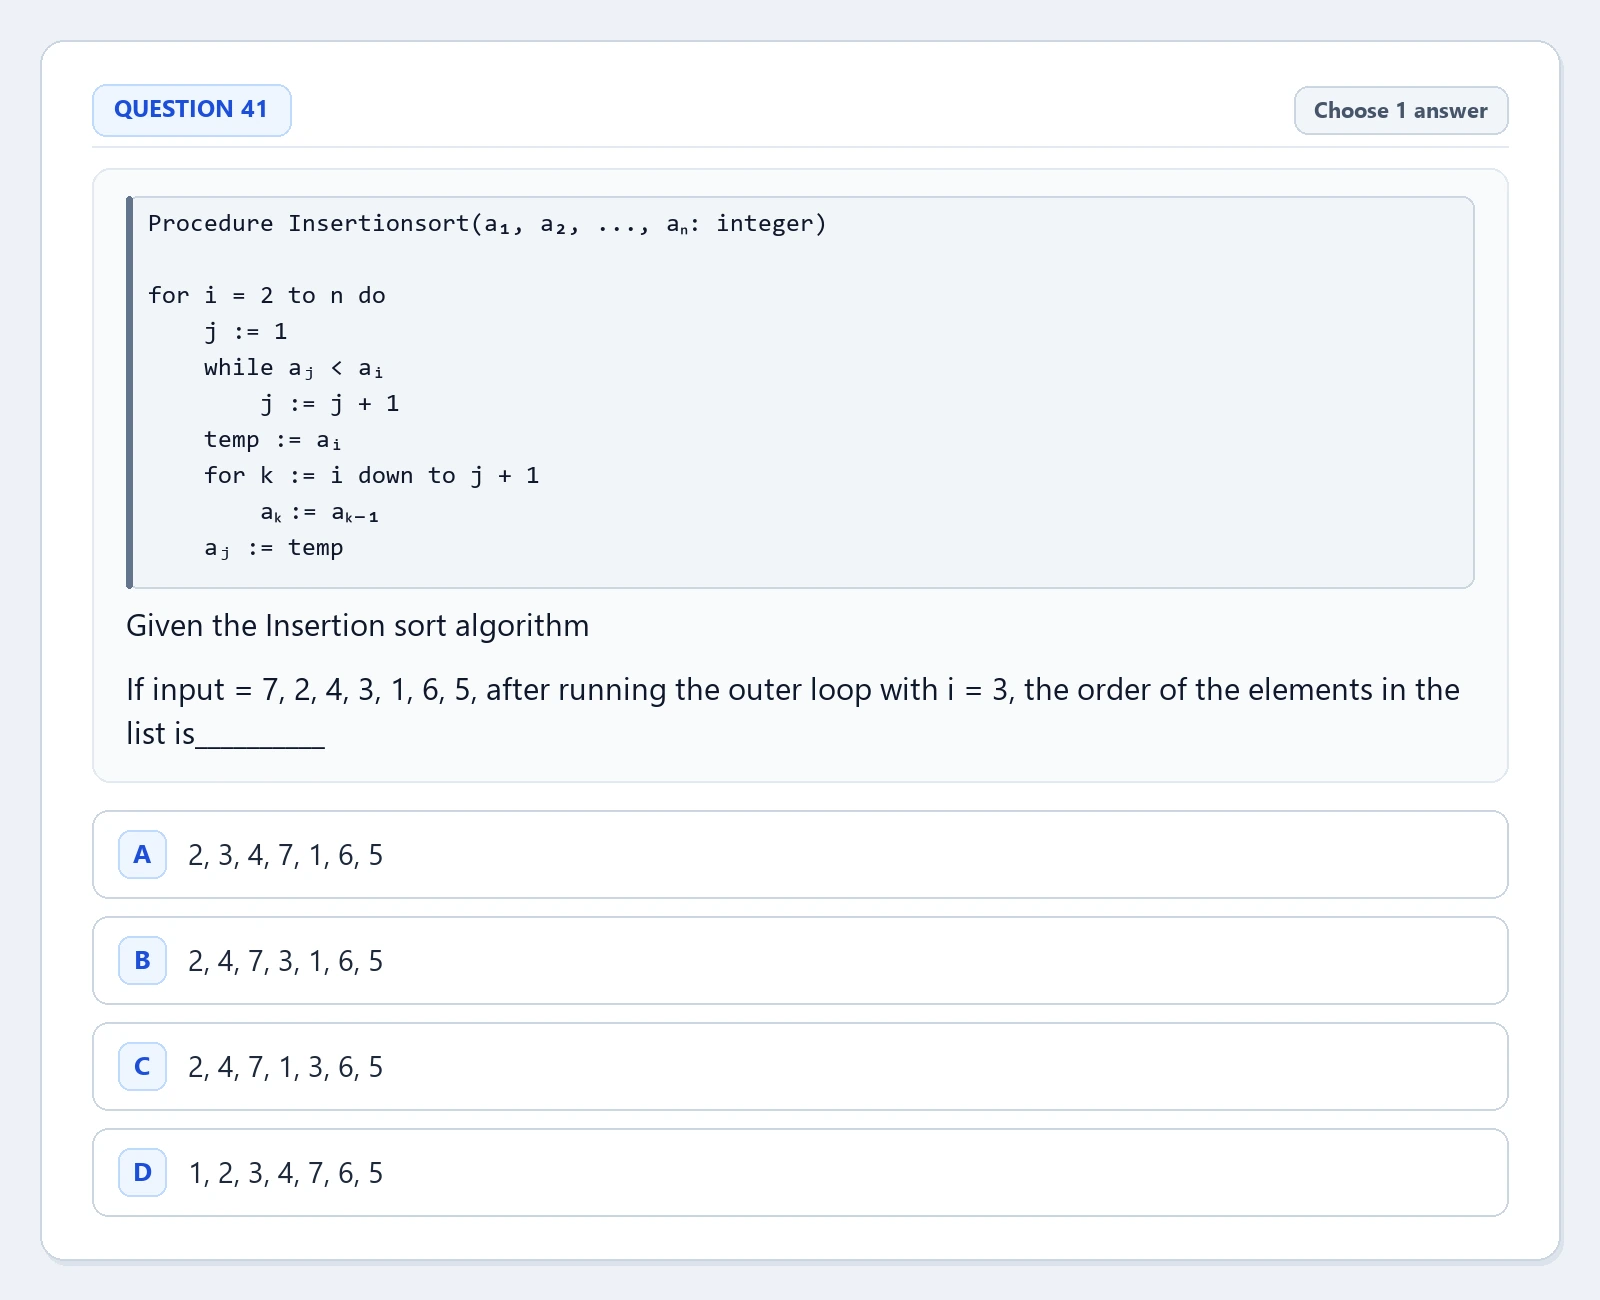 QUESTION 41
Choose 1 answer
Procedure Insertionsort(a₁, a₂, ..., aₙ: integer)
for i = 2 to n do
    j := 1
    while aⱼ < aᵢ
        j := j + 1
    temp := aᵢ
    for k := i down to j + 1
        aₖ := aₖ₋₁
    aⱼ := temp
Given the Insertion sort algorithm
If input = 7, 2, 4, 3, 1, 6, 5, after running the outer loop with i = 3, the order of the elements in the
list is_________
A 2, 3, 4, 7, 1, 6, 5
B 2, 4, 7, 3, 1, 6, 5
C 2, 4, 7, 1, 3, 6, 5
D 1, 2, 3, 4, 7, 6, 5